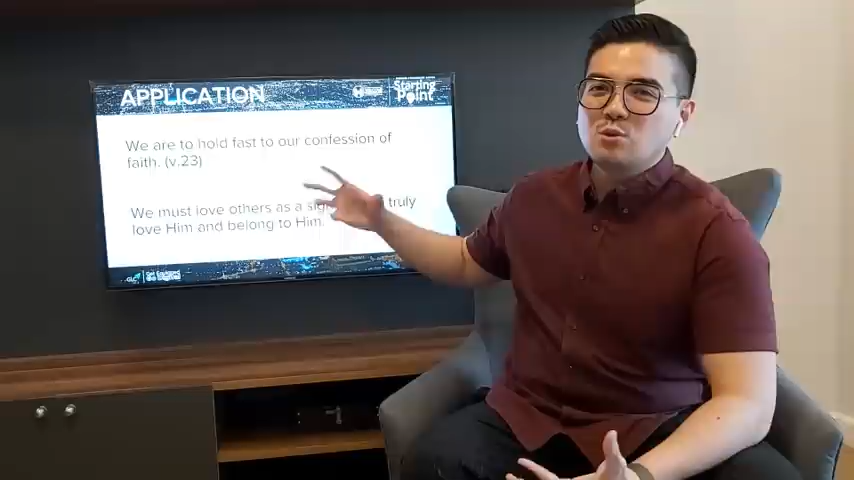 APPLICATION
Starting
Point
We are to hold fast to our confession of
faith. (v.23)
We must love others as a truly
love Him and belong to Him.
GLC